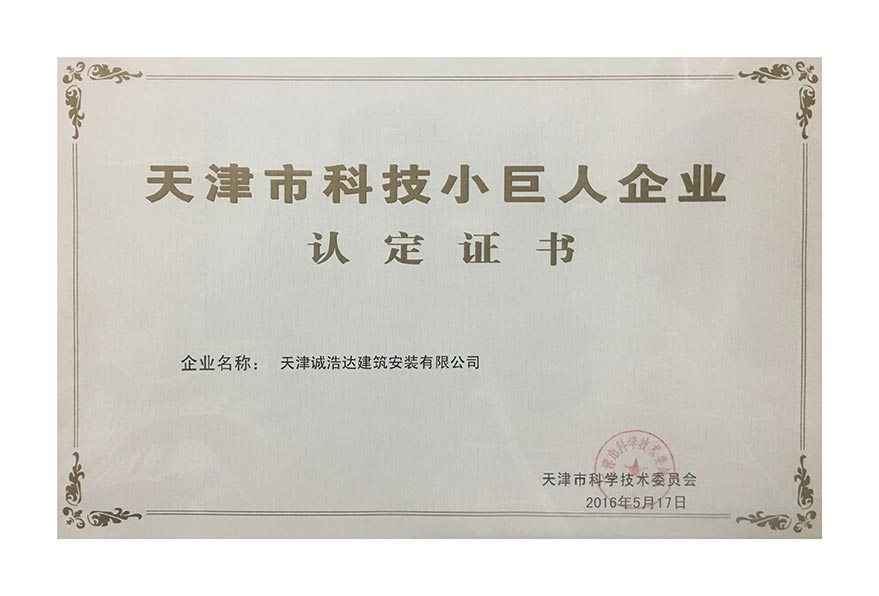 天津市科技小巨人企业
认定证书
企业名称： 天津诚浩达建筑安装有限公司
天津市科学技术委员会
2016年5月17日